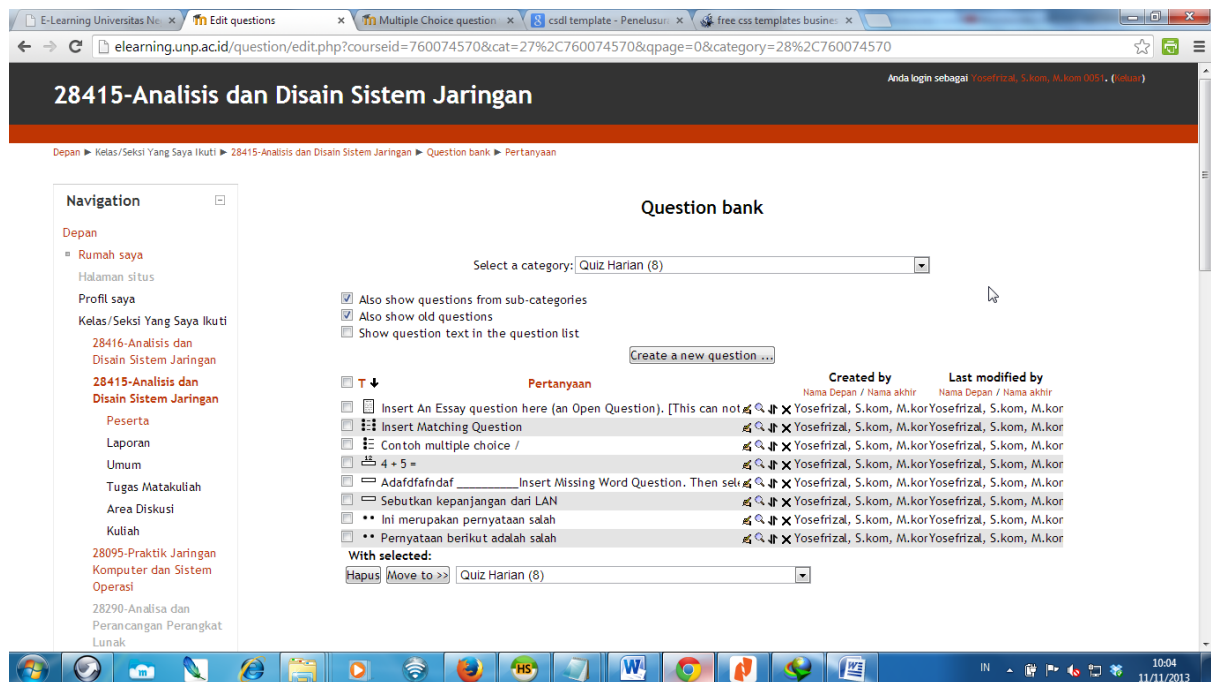 E-Learning Universitas Ne
Edit questions
Multiple Choice question
csdl template - Penelusur
free css templates busines
elearning.unp.ac.id/question/edit.php?courseid=760074570&cat=27%2C760074570&qpage=0&category=28%2C760074570
Anda login sebagai Yosefrizal, S.kom, M.kom 0051. (Keluar)
28415-Analisis dan Disain Sistem Jaringan
Depan ► Kelas/Seksi Yang Saya Ikuti ► 28415-Analisis dan Disain Sistem Jaringan ► Question bank ► Pertanyaan
Navigation
Depan
Rumah saya
Halaman situs
Profil saya
Kelas/Seksi Yang Saya Ikuti
28416-Analisis dan
Disain Sistem Jaringan
28415-Analisis dan
Disain Sistem Jaringan
Peserta
Laporan
Umum
Tugas Matakuliah
Area Diskusi
Kuliah
28095-Praktik Jaringan
Komputer dan Sistem
Operasi
28290-Analisa dan
Perancangan Perangkat
Lunak
Question bank
Select a category: Quiz Harian (8)
Also show questions from sub-categories
Also show old questions
Show question text in the question list
Create a new question ...
T Pertanyaan Created by Last modified by
Nama Depan / Nama akhir Nama Depan / Nama akhir
Insert An Essay question here (an Open Question). [This can not Yosefrizal, S.kom, M.kor Yosefrizal, S.kom, M.kor
Insert Matching Question Yosefrizal, S.kom, M.kor Yosefrizal, S.kom, M.kor
Contoh multiple choice / Yosefrizal, S.kom, M.kor Yosefrizal, S.kom, M.kor
4 + 5 = Yosefrizal, S.kom, M.kor Yosefrizal, S.kom, M.kor
Adafdfafndaf _________Insert Missing Word Question. Then sele Yosefrizal, S.kom, M.kor Yosefrizal, S.kom, M.kor
Sebutkan kepanjangan dari LAN Yosefrizal, S.kom, M.kor Yosefrizal, S.kom, M.kor
Ini merupakan pernyataan salah Yosefrizal, S.kom, M.kor Yosefrizal, S.kom, M.kor
Pernyataan berikut adalah salah Yosefrizal, S.kom, M.kor Yosefrizal, S.kom, M.kor
With selected:
Hapus Move to >> Quiz Harian (8)
HS
IN
10:04
11/11/2013